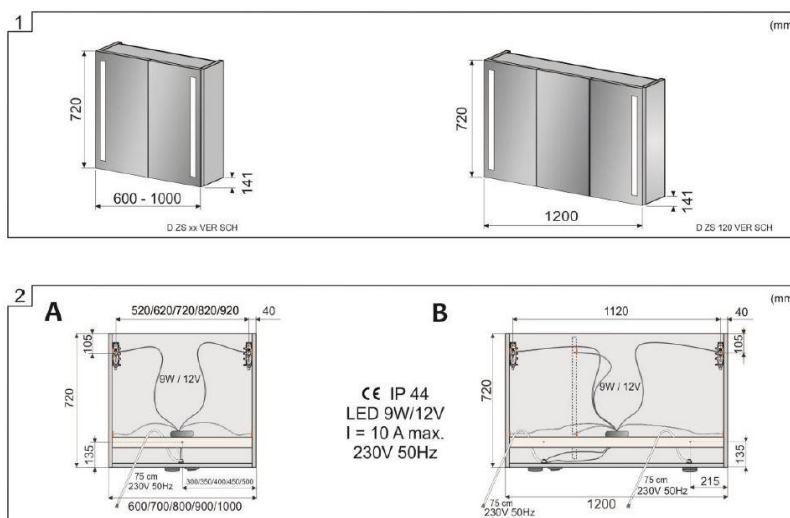 1
(mm
720
600 - 1000
141
D ZS xx VER SCH
720
1200
141
D ZS 120 VER SCH
2
(mm
A
520/620/720/820/920
40
105
720
9W / 12V
135
75 cm
230V 50Hz
300/350/400/450/500
600/700/800/900/1000
CE IP 44
LED 9W/12V
I = 10 A max.
230V 50Hz
B
1120
40
105
720
9W / 12V
135
75 cm
230V 50Hz
75 cm
230V 50Hz
215
1200